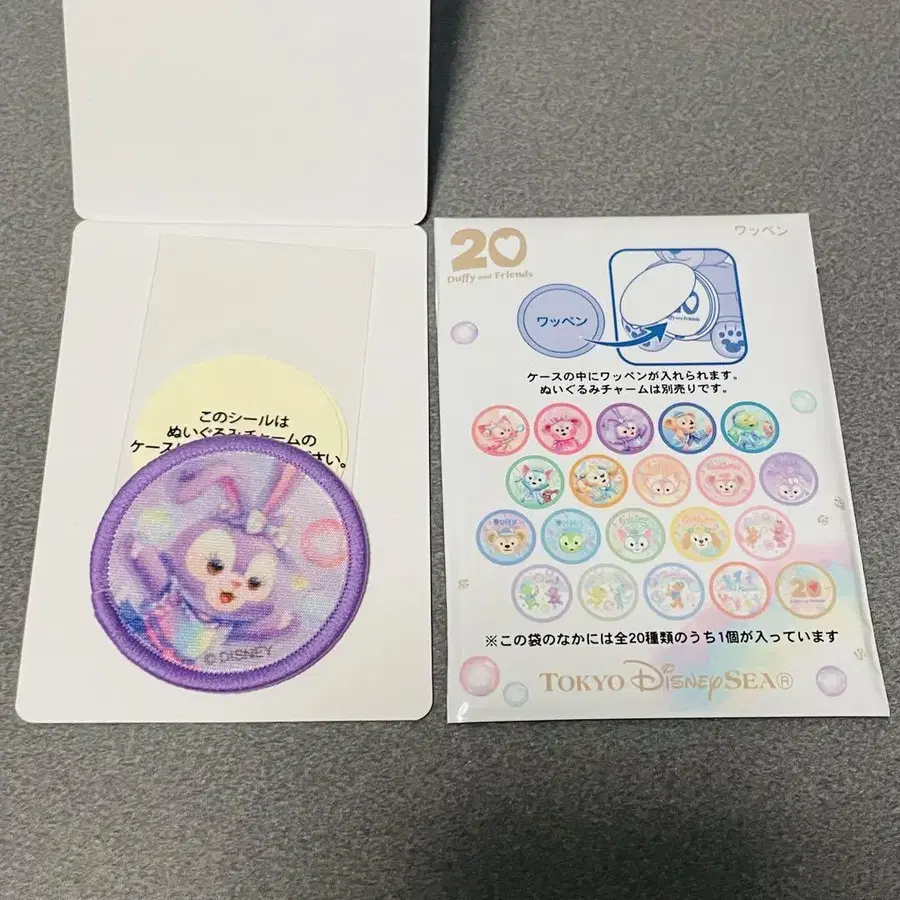 このシールは
ぬいぐるみチャームの
ケース
さい。
© DISNEY
20
Duffy and Friends
ワッペン
ワッペン
ケースの中にワッペンが入れられます。
ぬいぐるみチャームは別売りです。
※この袋のなかには全20種類のうち1個が入っています
TOKYO DISNEYSEA®